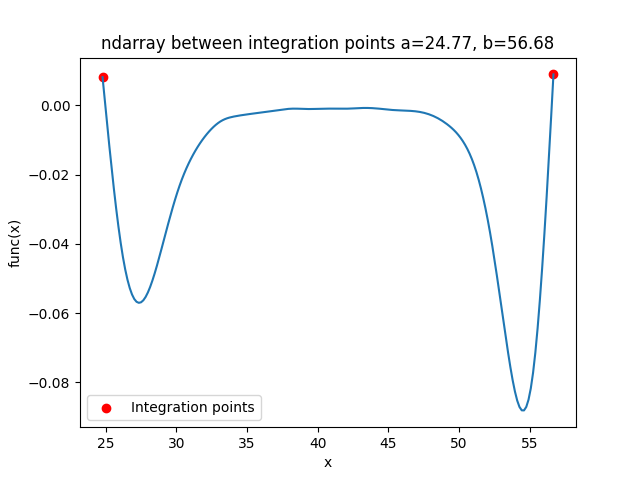 ndarray between integration points a=24.77, b=56.68
0.00
−0.02
−0.04
−0.06
−0.08
func(x)
Integration points
25 30 35 40 45 50 55
x